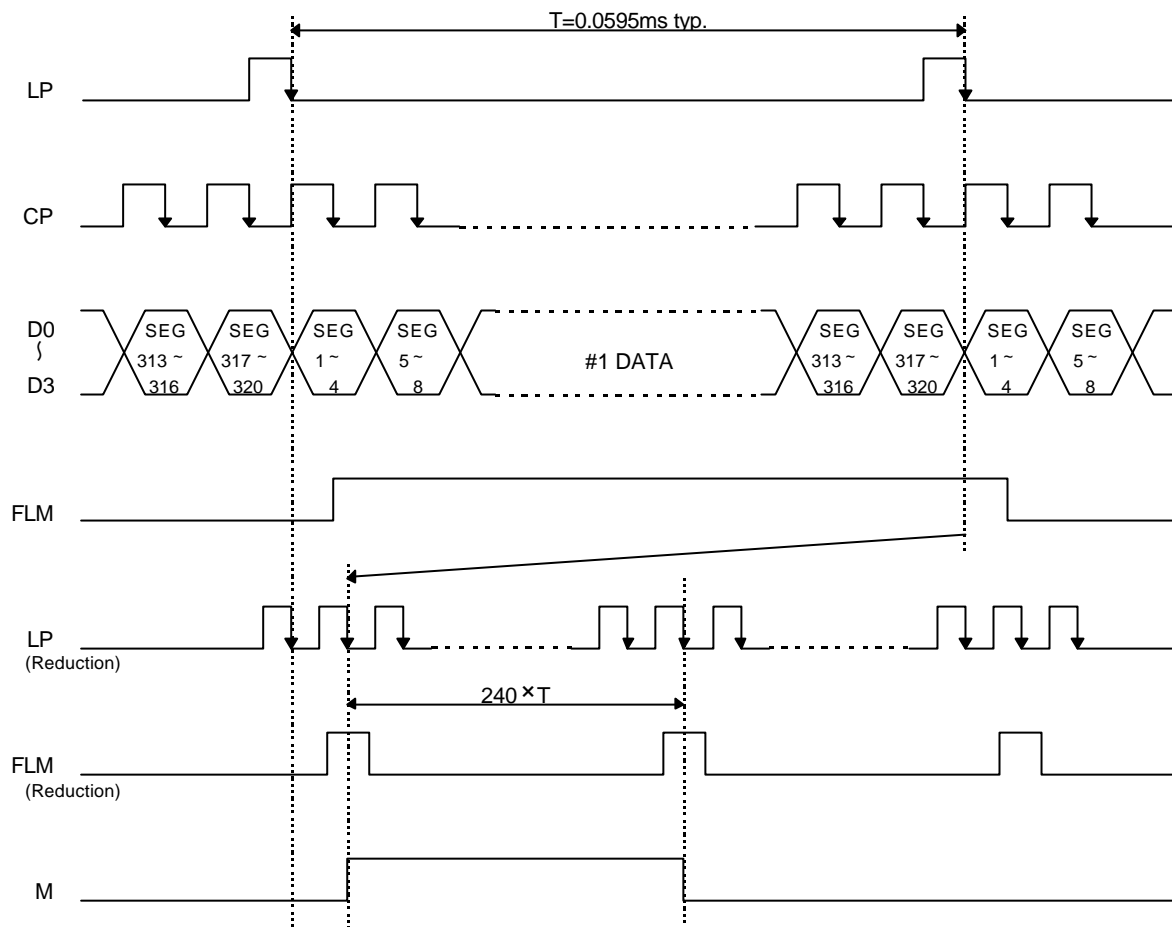 T=0.0595ms typ.
LP
CP
D0
~
D3
SEG
313 ~
316
SEG
317 ~
320
SEG
1 ~
4
SEG
5 ~
8
#1 DATA
SEG
313 ~
316
SEG
317 ~
320
SEG
1 ~
4
SEG
5 ~
8
FLM
LP
(Reduction)
240 × T
FLM
(Reduction)
M